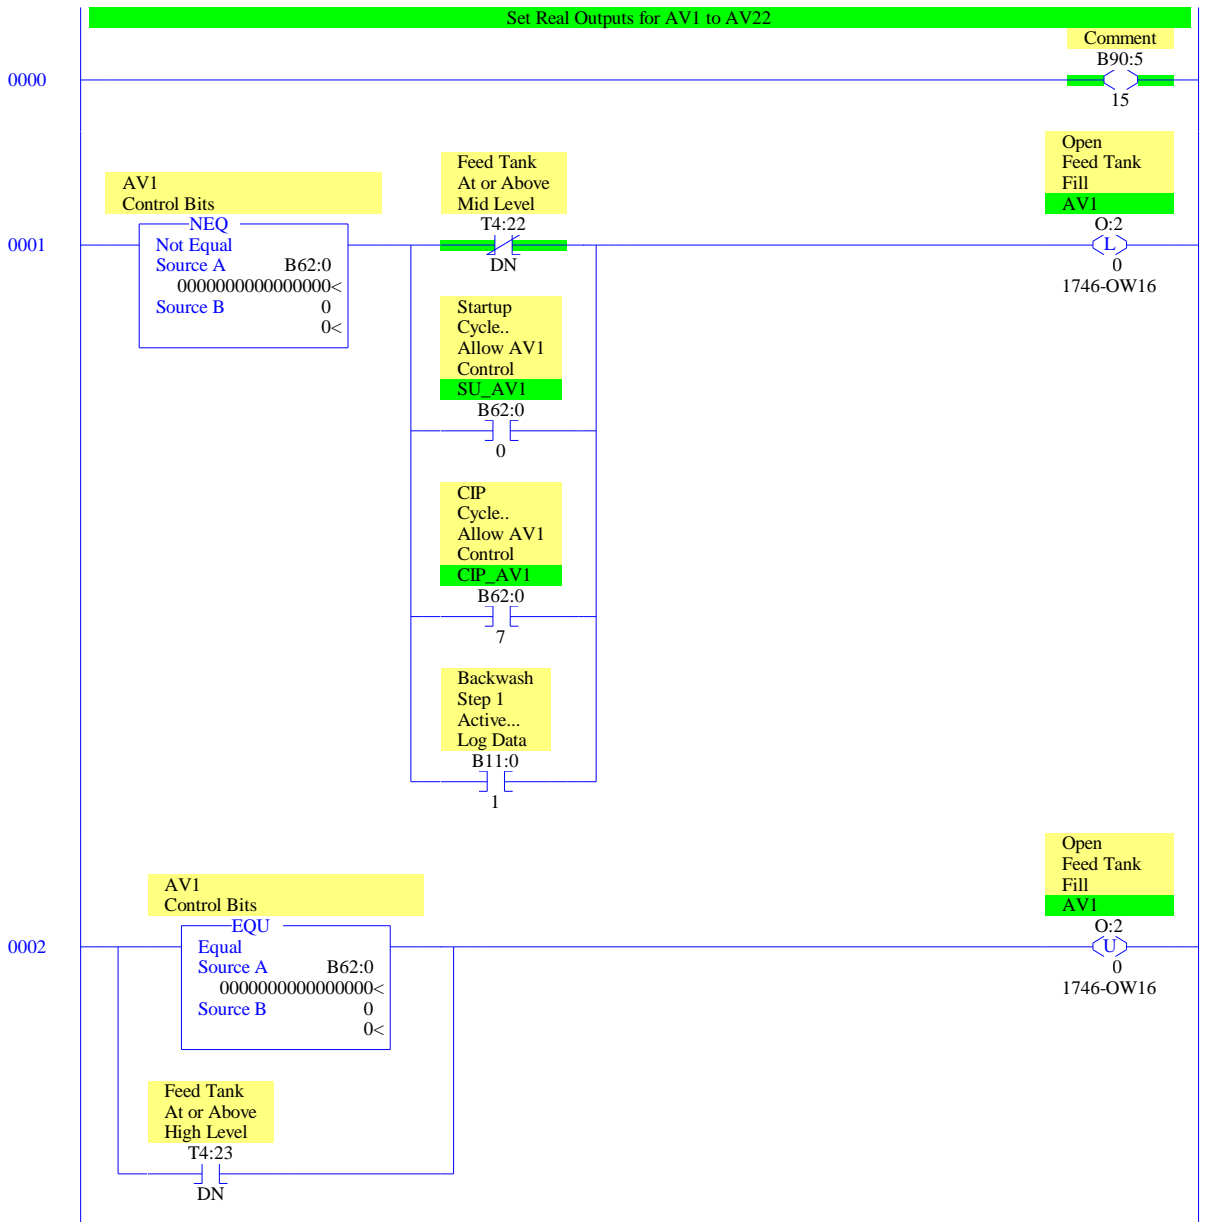 Set Real Outputs for AV1 to AV22
Comment
B90:5
0000
15
Open
Feed Tank
Fill
AV1
Feed Tank
At or Above
Mid Level
AV1
Control Bits
T4:22
O:2
NEQ
0001
Not Equal
L
Source A B62:0
DN
0
0000000000000000<
1746-OW16
Source B 0
0<
Startup
Cycle..
Allow AV1
Control
SU_AV1
B62:0
0
CIP
Cycle..
Allow AV1
Control
CIP_AV1
B62:0
7
Backwash
Step 1
Active...
Log Data
B11:0
1
Open
Feed Tank
Fill
AV1
AV1
Control Bits
O:2
EQU
0002
Equal
U
Source A B62:0
0
0000000000000000<
1746-OW16
Source B 0
0<
Feed Tank
At or Above
High Level
T4:23
DN